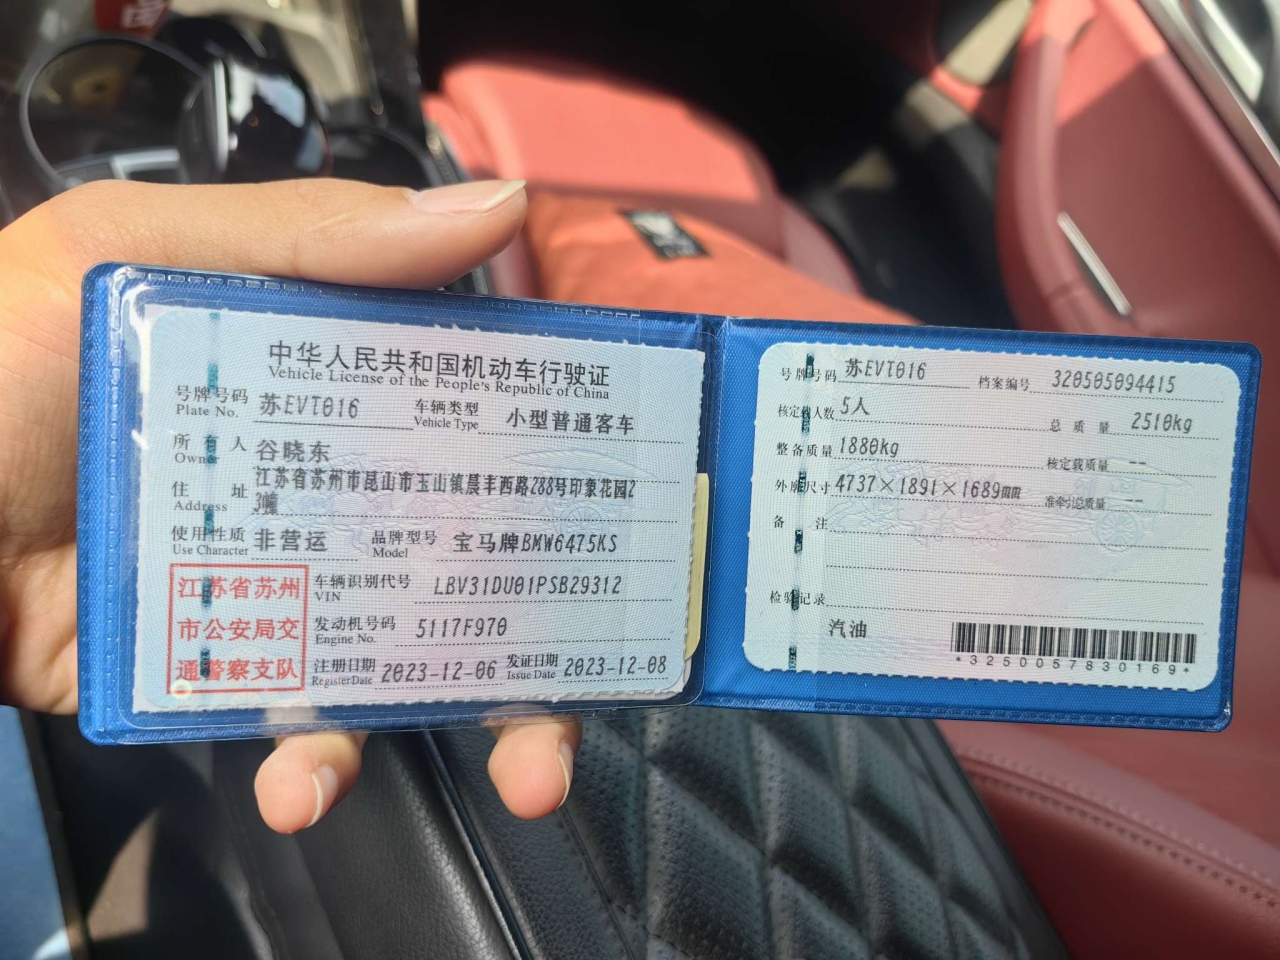 中华人民共和国机动车行驶证
Vehicle License of the People's Republic of China
号牌号码 苏EVT016 车辆类型 小型普通客车
Plate No. Vehicle Type
所有人 谷晓东
Owner
住址 江苏省苏州市昆山市玉山镇晨丰西路288号印象花园2
Address 3幢
使用性质 非营运 品牌型号 宝马牌BMW6475KS
Use Character Model
江苏省苏州
市公安局交
通警察支队
车辆识别代号 LBV31DU01PSB29312
VIN
发动机号码 5117F970
Engine No.
注册日期 2023-12-06 发证日期 2023-12-08
Register Date Issue Date
号牌号码 苏EVT016 档案编号 320505094415
核定载人数 5人 总质量 2510kg
整备质量 1880kg 核定载质量 --
外廓尺寸 4737×1891×1689mm 准牵引总质量 --
备注
检验记录
汽油
*3250057830169*